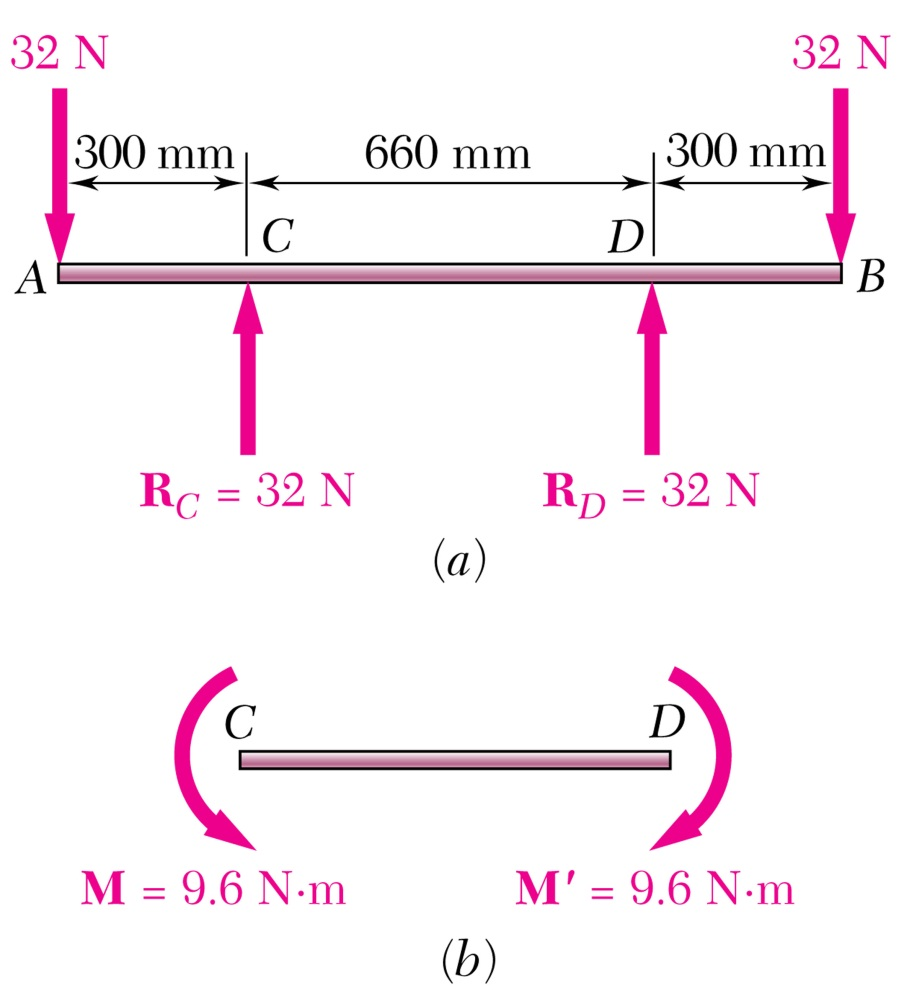 32 N 32 N
300 mm 660 mm 300 mm
C D
A B
R_C = 32 N R_D = 32 N
(a)
C D
M = 9.6 N·m M′ = 9.6 N·m
(b)